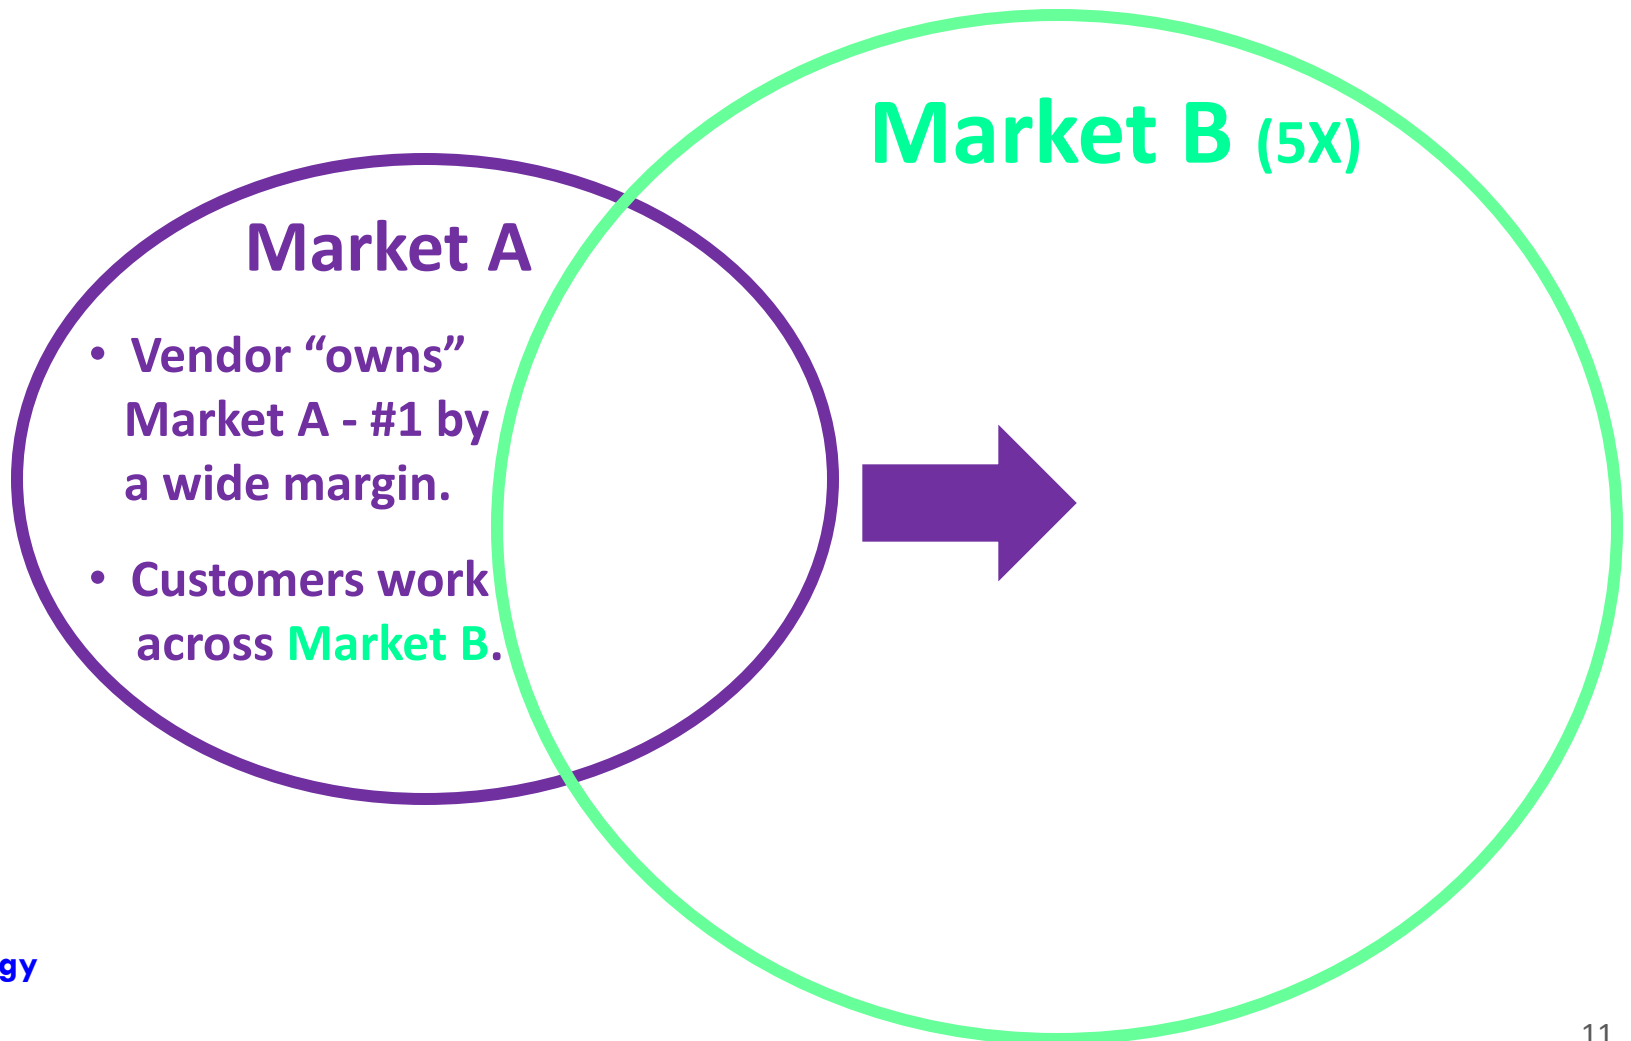 Market B (5X)
Market A
• Vendor “owns”
Market A - #1 by
a wide margin.
• Customers work
across Market B.
gy
11